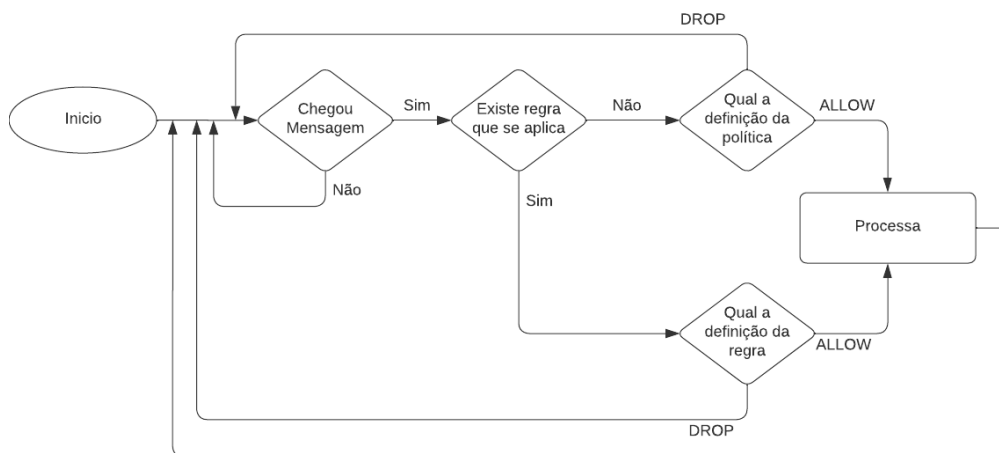 DROP
Inicio
Chegou
Mensagem
Sim
Existe regra
que se aplica
Não
Qual a
definição da
política
ALLOW
Não
Sim
Processa
Qual a
definição da
regra
ALLOW
DROP